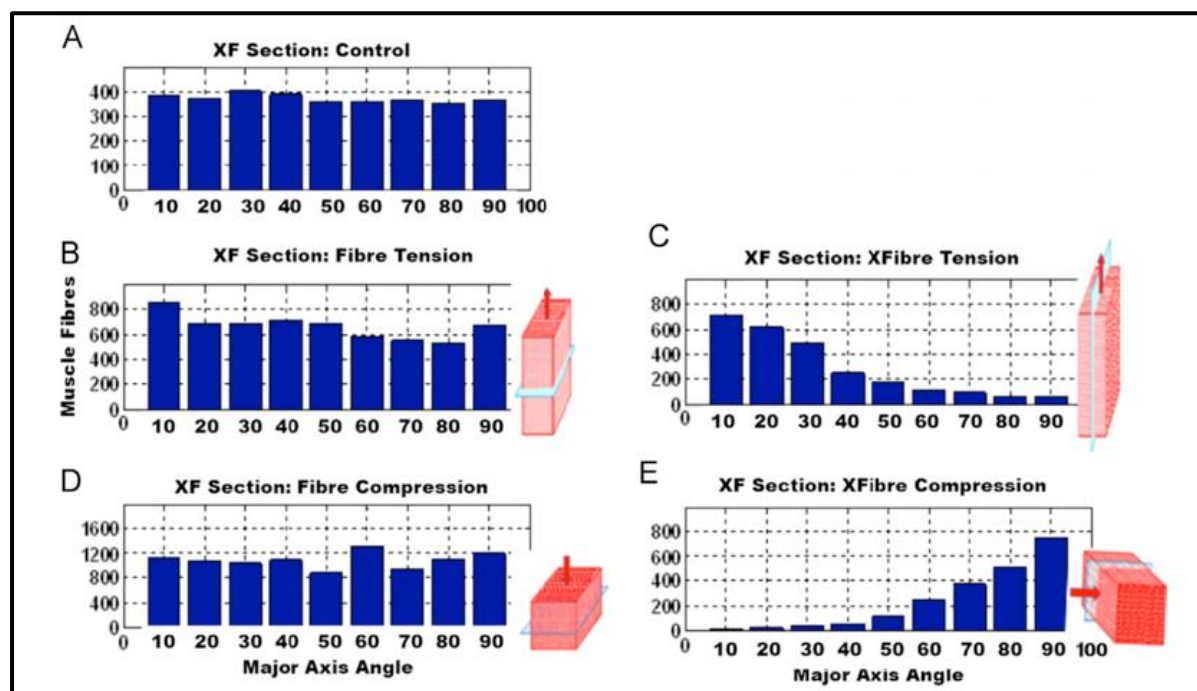 A
XF Section: Control
400
300
200
100
0
0 10 20 30 40 50 60 70 80 90 100
B
XF Section: Fibre Tension
Muscle Fibres
800
600
400
200
0
0 10 20 30 40 50 60 70 80 90
C
XF Section: XFibre Tension
800
600
400
200
0
0 10 20 30 40 50 60 70 80 90
D
XF Section: Fibre Compression
1600
1200
800
400
0
0 10 20 30 40 50 60 70 80 90
Major Axis Angle
E
XF Section: XFibre Compression
800
600
400
200
0
0 10 20 30 40 50 60 70 80 90 100
Major Axis Angle